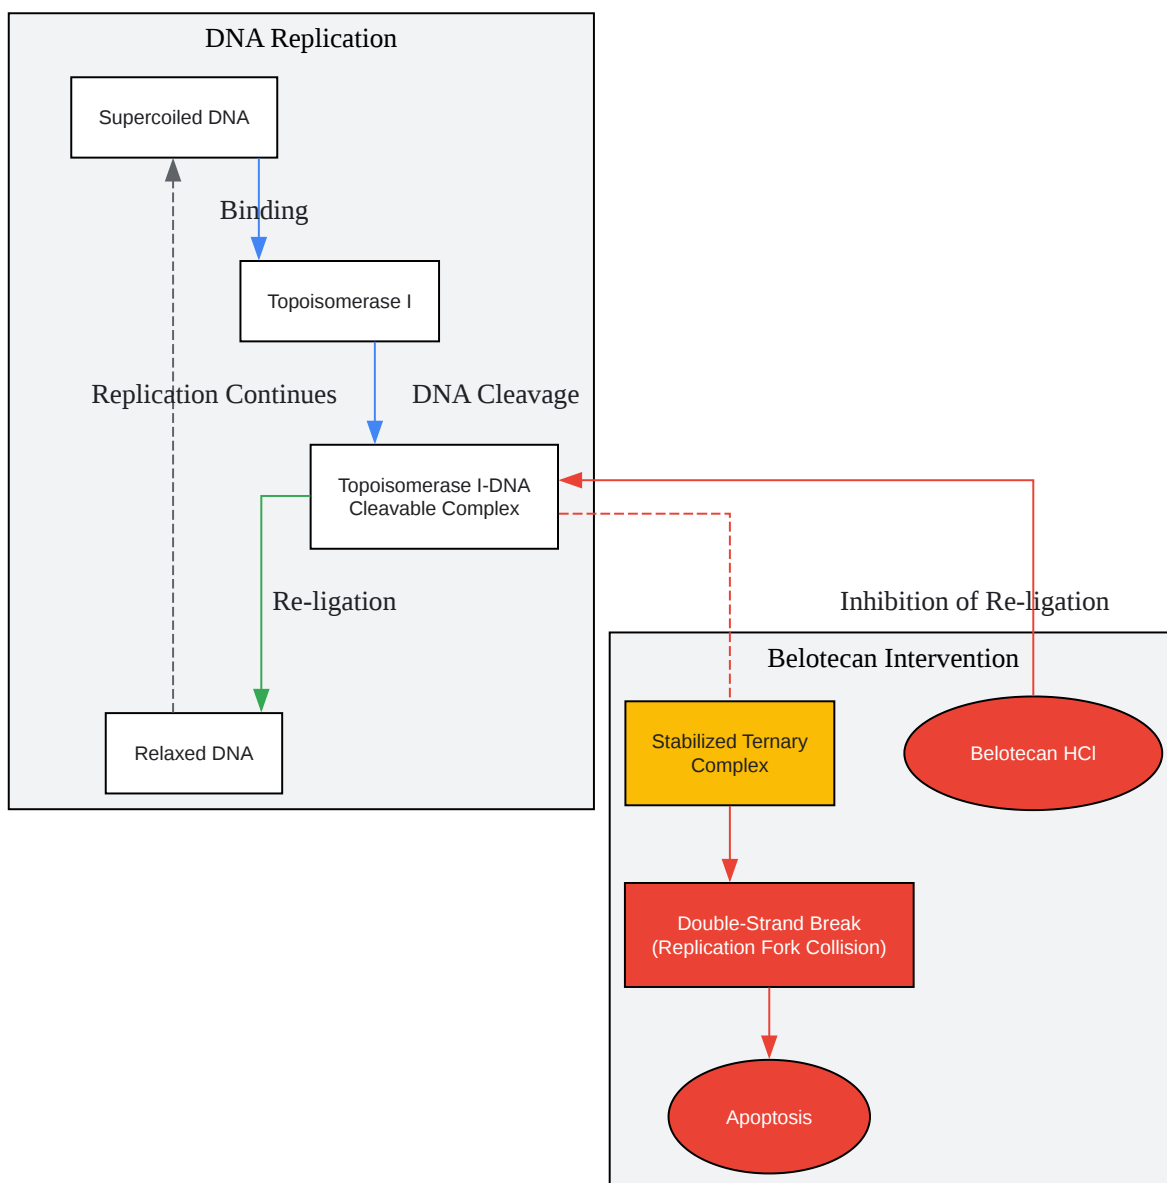 DNA Replication
Supercoiled DNA
Binding
Topoisomerase I
Replication Continues
DNA Cleavage
Topoisomerase I-DNA
Cleavable Complex
Re-ligation
Relaxed DNA
Inhibition of Re-ligation
Belotecan Intervention
Stabilized Ternary
Complex
Belotecan HCl
Double-Strand Break
(Replication Fork Collision)
Apoptosis